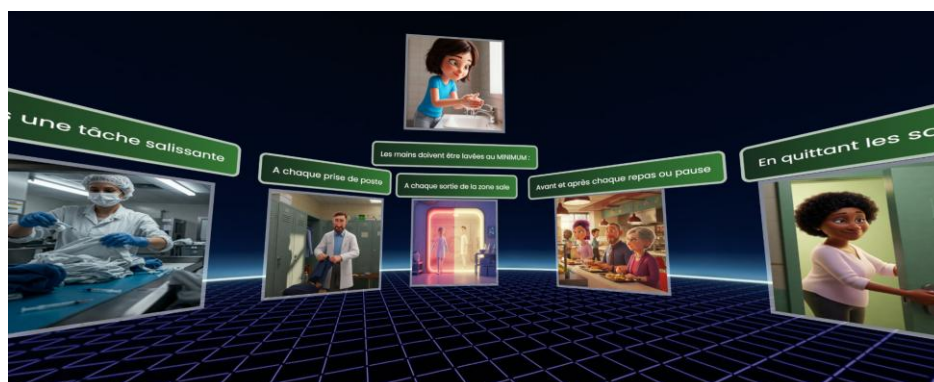 Les mains doivent être lavées au MINIMUM :
une tâche salissante
A chaque prise de poste
A chaque sortie de la zone sale
Avant et après chaque repas ou pause
En quittant les